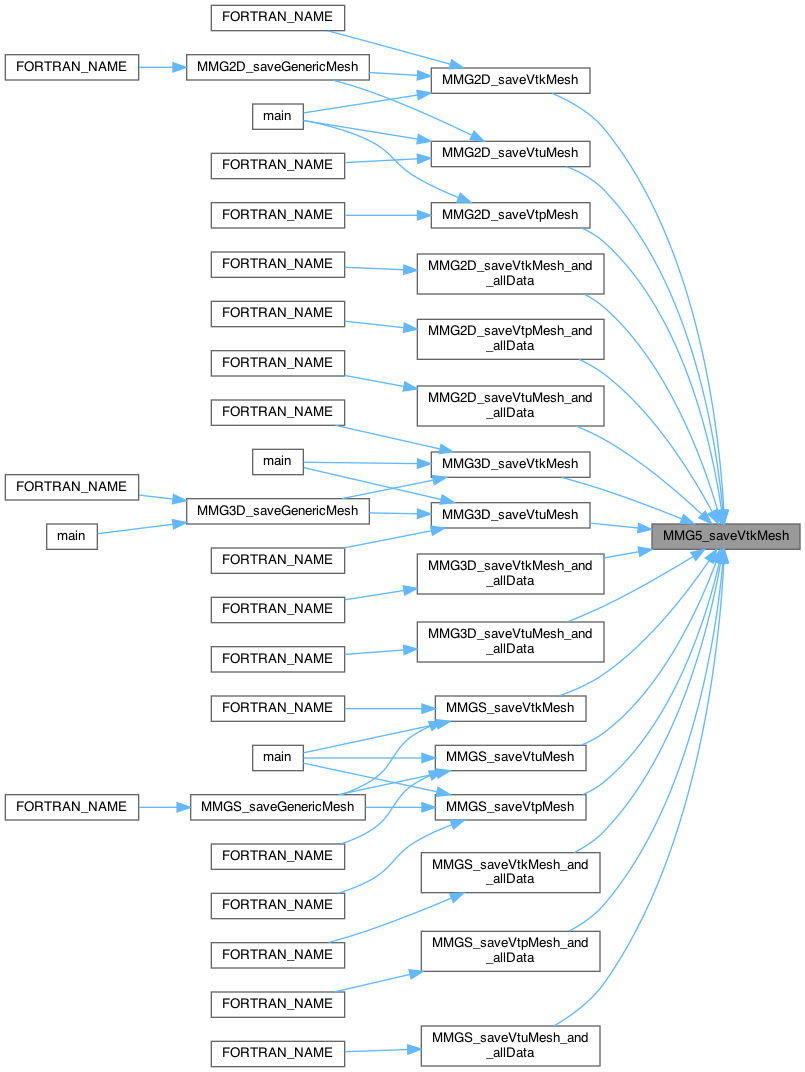 FORTRAN_NAME
FORTRAN_NAME
MMG2D_saveGenericMesh
MMG2D_saveVtkMesh
main
MMG2D_saveVtuMesh
FORTRAN_NAME
FORTRAN_NAME
MMG2D_saveVtpMesh
FORTRAN_NAME
MMG2D_saveVtkMesh_and
_allData
FORTRAN_NAME
MMG2D_saveVtpMesh_and
_allData
FORTRAN_NAME
MMG2D_saveVtuMesh_and
_allData
FORTRAN_NAME
main
MMG3D_saveVtkMesh
FORTRAN_NAME
MMG3D_saveGenericMesh
MMG3D_saveVtuMesh
main
MMG5_saveVtkMesh
FORTRAN_NAME
MMG3D_saveVtkMesh_and
_allData
FORTRAN_NAME
MMG3D_saveVtuMesh_and
_allData
FORTRAN_NAME
FORTRAN_NAME
MMGS_saveVtkMesh
main
MMGS_saveVtuMesh
FORTRAN_NAME
MMGS_saveGenericMesh
MMGS_saveVtpMesh
FORTRAN_NAME
MMGS_saveVtkMesh_and
_allData
FORTRAN_NAME
FORTRAN_NAME
MMGS_saveVtpMesh_and
_allData
FORTRAN_NAME
MMGS_saveVtuMesh_and
_allData
FORTRAN_NAME